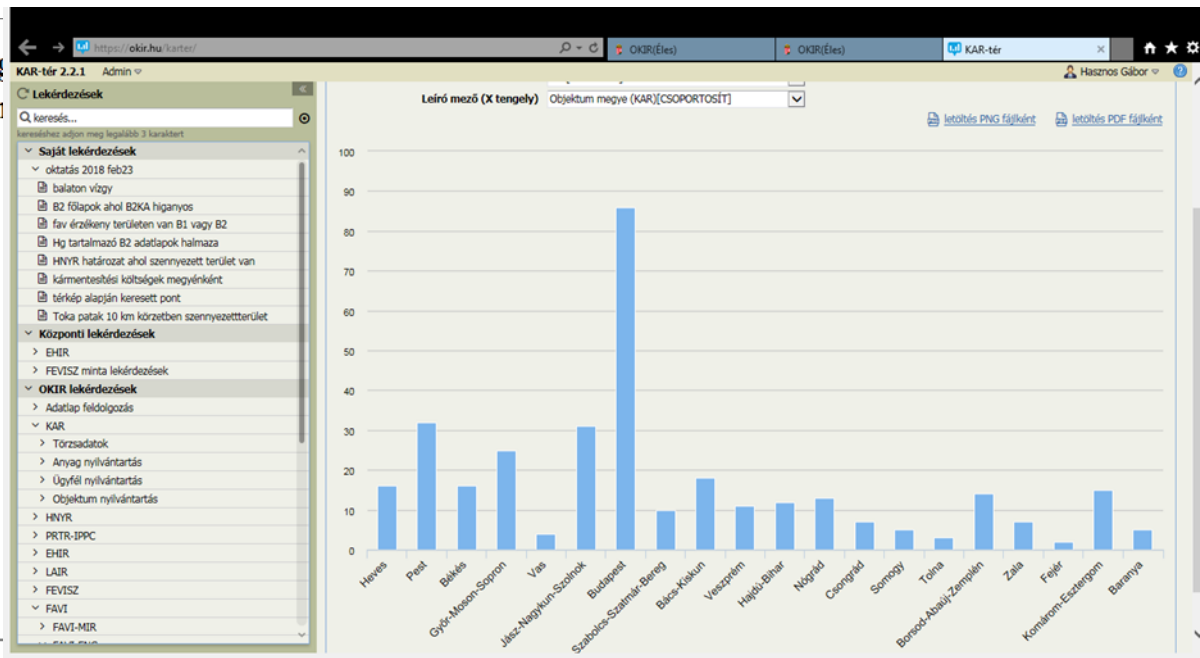 https://okir.hu/karter/
OKIR(Éles)
OKIR(Éles)
KAR-tér
KAR-tér 2.2.1 Admin
Hasznos Gábor
Lekérdezések
keresés...
kereséshez adjon meg legalább 3 karaktert
Saját lekérdezések
oktatás 2018 feb23
balaton vízgy
B2 főlapok ahol B2KA higanyos
fav érzékeny területen van B1 vagy B2
Hg tartalmazó B2 adatlapok halmaza
HNYR határozat ahol szennyezett terület van
kármentesítési költségek megyénként
térkép alapján keresett pont
Toka patak 10 km körzetben szennyezettterület
Központi lekérdezések
EHIR
FEVISZ minta lekérdezések
OKIR lekérdezések
Adatlap feldolgozás
KAR
Törzsadatok
Anyag nyilvántartás
Ügyfél nyilvántartás
Objektum nyilvántartás
HNYR
PRTR-IPPC
EHIR
LAIR
FEVISZ
FAVI
FAVI-MIR
Leíró mező (X tengely) Objektum megye (KAR)[CSOPORTOSÍT]
letöltés PNG fájlként letöltés PDF fájlként
100
90
80
70
60
50
40
30
20
10
0
Heves
Pest
Békés
Győr-Moson-Sopron
Vas
Jász-Nagykun-Szolnok
Budapest
Szabolcs-Szatmár-Bereg
Bács-Kiskun
Veszprém
Hajdú-Bihar
Nógrád
Csongrád
Somogy
Tolna
Borsod-Abaúj-Zemplén
Zala
Fejér
Komárom-Esztergom
Baranya